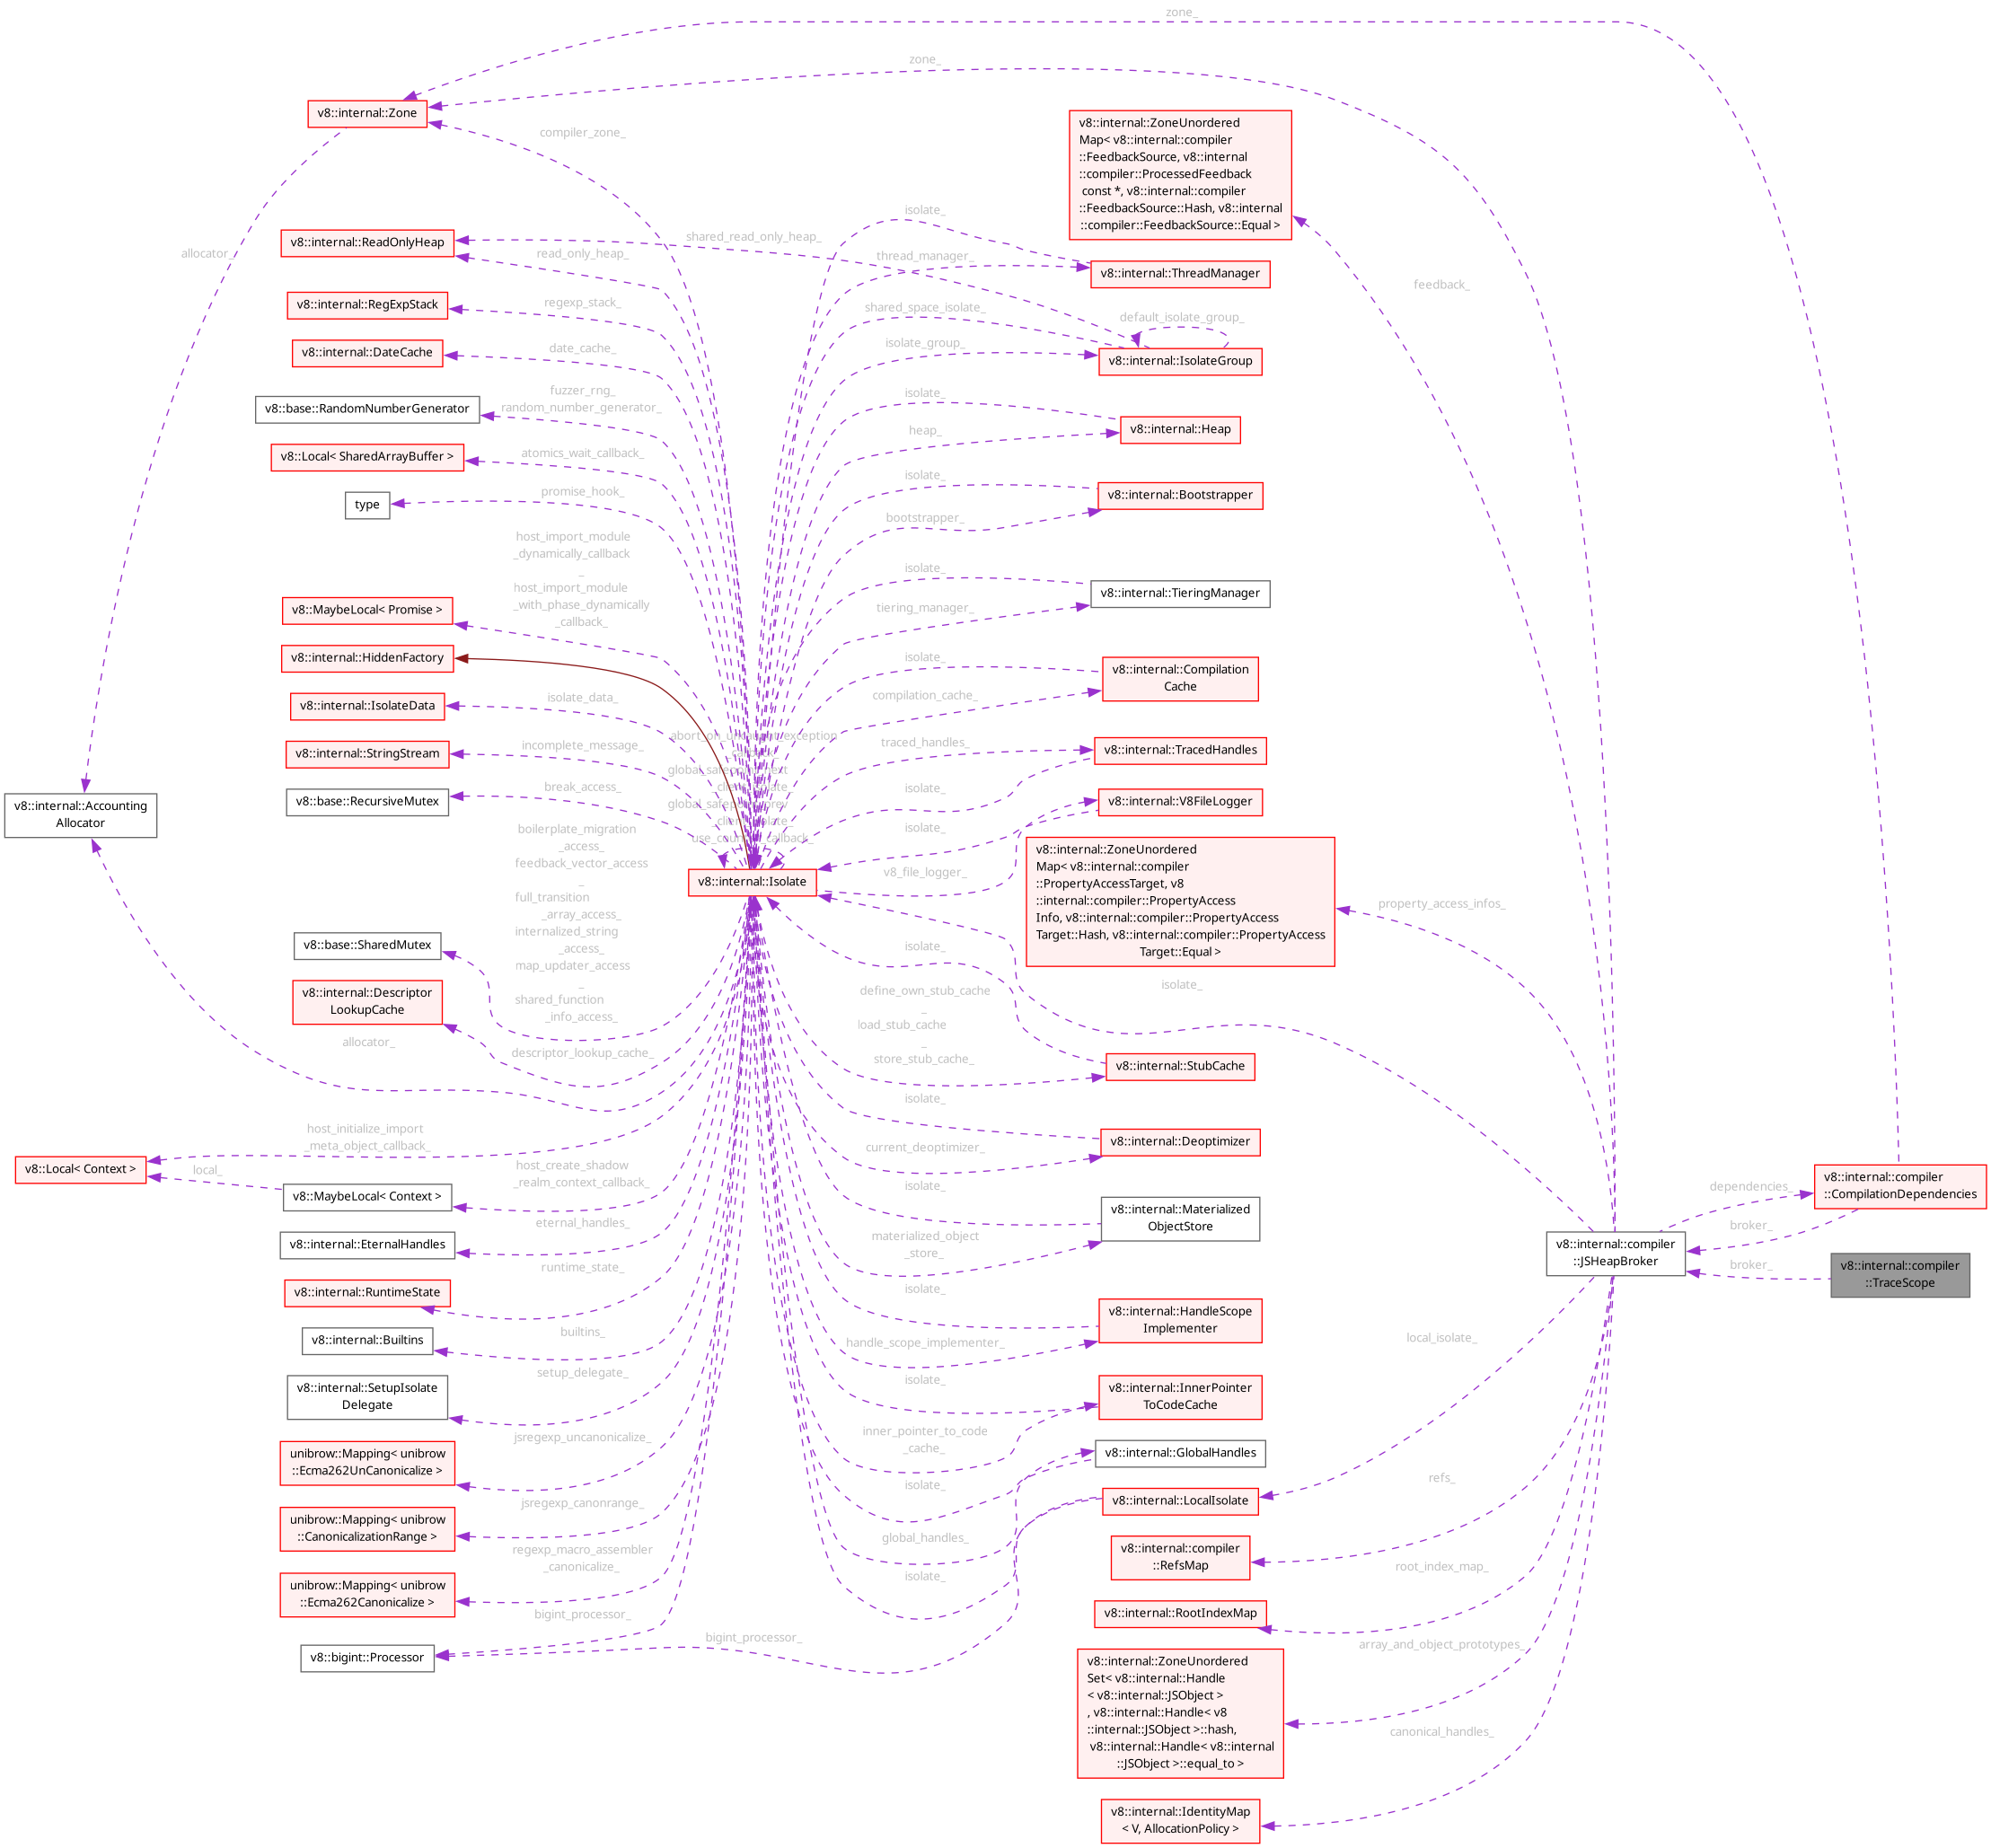 zone_
zone_
v8::internal::Zone
compiler_zone_
allocator_
v8::internal::ZoneUnordered
Map< v8::internal::compiler
::FeedbackSource, v8::internal
::compiler::ProcessedFeedback
const *, v8::internal::compiler
::FeedbackSource::Hash, v8::internal
::compiler::FeedbackSource::Equal >
feedback_
v8::internal::ReadOnlyHeap
shared_read_only_heap_
read_only_heap_
isolate_
thread_manager_
v8::internal::ThreadManager
v8::internal::RegExpStack
regexp_stack_
shared_space_isolate_
default_isolate_group_
v8::internal::DateCache
date_cache_
isolate_group_
v8::internal::IsolateGroup
v8::base::RandomNumberGenerator
fuzzer_rng_
random_number_generator_
isolate_
heap_
v8::internal::Heap
v8::Local< SharedArrayBuffer >
atomics_wait_callback_
isolate_
bootstrapper_
v8::internal::Bootstrapper
type
promise_hook_
host_import_module
_dynamically_callback
_
host_import_module
_with_phase_dynamically
_callback_
v8::MaybeLocal< Promise >
isolate_
tiering_manager_
v8::internal::TieringManager
v8::internal::HiddenFactory
isolate_
compilation_cache_
v8::internal::Compilation
Cache
v8::internal::IsolateData
isolate_data_
v8::internal::StringStream
incomplete_message_
traced_handles_
isolate_
v8::internal::TracedHandles
v8::base::RecursiveMutex
break_access_
isolate_
v8_file_logger_
v8::internal::V8FileLogger
v8::internal::Accounting
Allocator
v8::internal::Isolate
v8::internal::ZoneUnordered
Map< v8::internal::compiler
::PropertyAccessTarget, v8
::internal::compiler::PropertyAccess
Info, v8::internal::compiler::PropertyAccess
Target::Hash, v8::internal::compiler::PropertyAccess
Target::Equal >
property_access_infos_
boilerplate_migration
_access_
feedback_vector_access
_
full_transition
_array_access_
internalized_string
_access_
map_updater_access
_
shared_function
_info_access_
v8::base::SharedMutex
isolate_
isolate_
v8::internal::Descriptor
LookupCache
descriptor_lookup_cache_
allocator_
define_own_stub_cache
_
load_stub_cache
_
store_stub_cache_
v8::internal::StubCache
host_initialize_import
_meta_object_callback_
isolate_
current_deoptimizer_
v8::internal::Deoptimizer
v8::Local< Context >
local_
v8::MaybeLocal< Context >
host_create_shadow
_realm_context_callback_
isolate_
materialized_object
_store_
v8::internal::Materialized
ObjectStore
dependencies_
broker_
v8::internal::compiler
::CompilationDependencies
v8::internal::compiler
::JSHeapBroker
broker_
v8::internal::compiler
::TraceScope
v8::internal::EternalHandles
eternal_handles_
v8::internal::RuntimeState
runtime_state_
isolate_
handle_scope_implementer_
v8::internal::HandleScope
Implementer
local_isolate_
v8::internal::Builtins
builtins_
v8::internal::SetupIsolate
Delegate
setup_delegate_
isolate_
inner_pointer_to_code
_cache_
v8::internal::InnerPointer
ToCodeCache
unibrow::Mapping< unibrow
::Ecma262UnCanonicalize >
jsregexp_uncanonicalize_
isolate_
global_handles_
v8::internal::GlobalHandles
v8::internal::LocalIsolate
refs_
unibrow::Mapping< unibrow
::CanonicalizationRange >
jsregexp_canonrange_
isolate_
v8::internal::compiler
::RefsMap
root_index_map_
unibrow::Mapping< unibrow
::Ecma262Canonicalize >
regexp_macro_assembler
_canonicalize_
v8::internal::RootIndexMap
v8::bigint::Processor
bigint_processor_
bigint_processor_
array_and_object_prototypes_
v8::internal::ZoneUnordered
Set< v8::internal::Handle
< v8::internal::JSObject >
, v8::internal::Handle< v8
::internal::JSObject >::hash,
v8::internal::Handle< v8::internal
::JSObject >::equal_to >
canonical_handles_
v8::internal::IdentityMap
< V, AllocationPolicy >